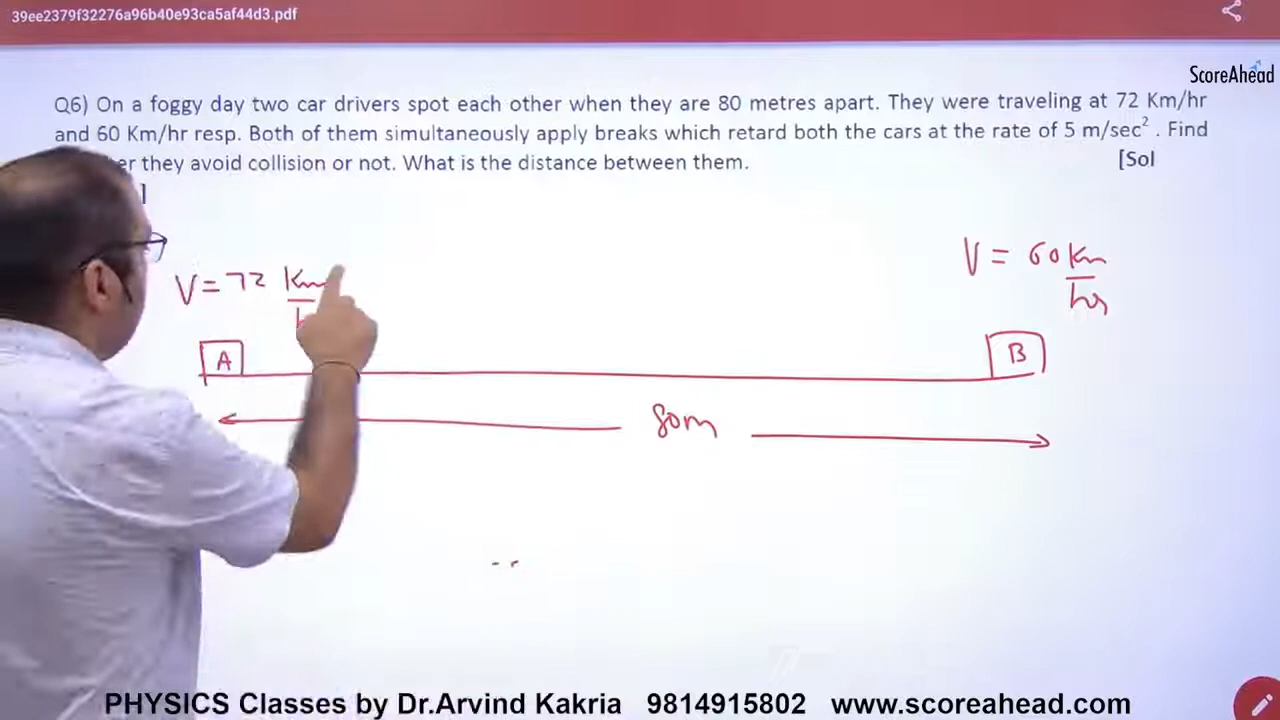 39ee2379f32276a96b40e93ca5af44d3.pdf
ScoreAhead
Q6) On a foggy day two car drivers spot each other when they are 80 metres apart. They were traveling at 72 Km/hr
and 60 Km/hr resp. Both of them simultaneously apply breaks which retard both the cars at the rate of 5 m/sec². Find
they avoid collision or not. What is the distance between them. [Sol
]
V = 72 Km
V = 60 Km
hr
A
B
80m
PHYSICS Classes by Dr.Arvind Kakria 9814915802 www.scoreahead.com